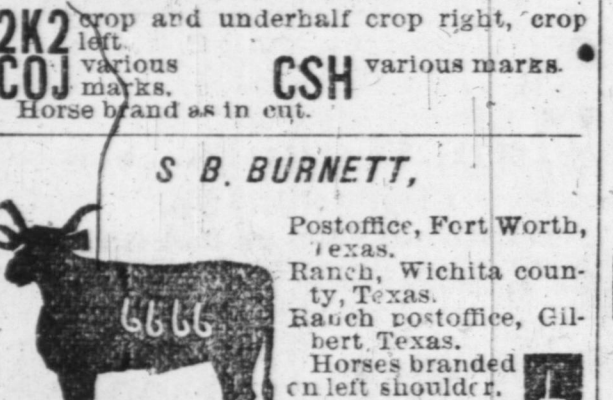 2K2 crop and underhalf crop right, crop
left.
COJ various
marks.
CSH various marks.
Horse brand as in cut.
S B. BURNETT,
Postoffice, Fort Worth,
Texas.
Ranch, Wichita coun-
ty, Texas.
Ranch postoffice, Gil-
bert, Texas.
Horses branded
on left shoulder.
6666